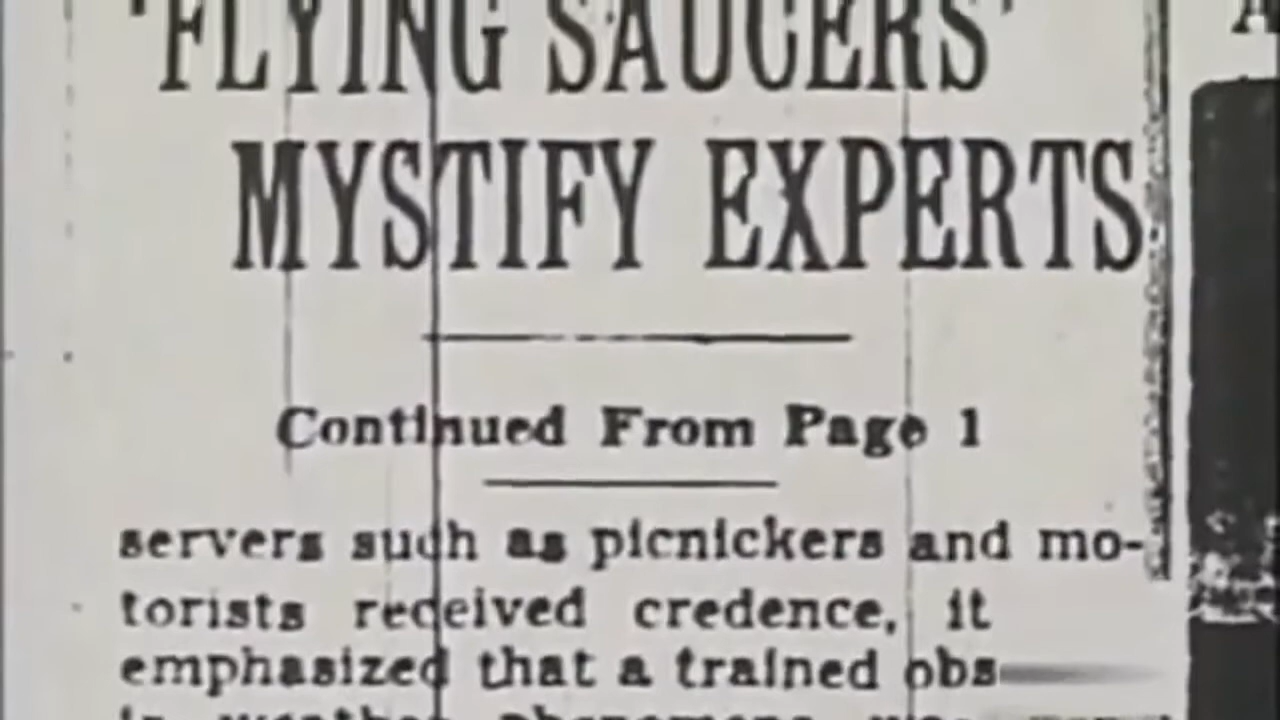 'FLYING SAUCERS'
MYSTIFY EXPERTS
Continued From Page 1
servers such as picnickers and mo-
torists received credence, it
emphasized that a trained obs